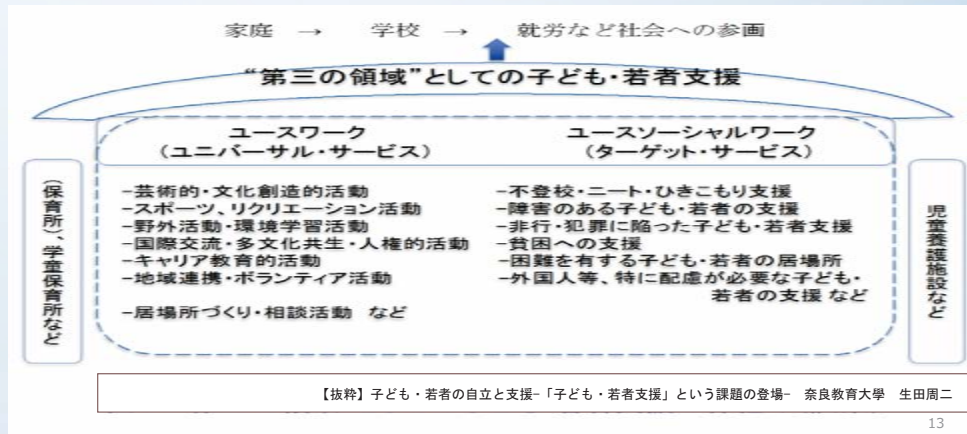 家庭 → 学校 → 就労など社会への参画
“第三の領域”としての子ども・若者支援
ユースワーク
(ユニバーサル・サービス)
-芸術的・文化創造的活動
-スポーツ、リクリエーション活動
-野外活動・環境学習活動
-国際交流・多文化共生・人権的活動
-キャリア教育的活動
-地域連携・ボランティア活動
-居場所づくり・相談活動 など
ユースソーシャルワーク
(ターゲット・サービス)
-不登校・ニート・ひきこもり支援
-障害のある子ども・若者の支援
-非行・犯罪に陥った子ども・若者支援
-貧困への支援
-困難を有する子ども・若者の居場所
-外国人等、特に配慮が必要な子ども・
若者の支援 など
(保育所)、学童保育所など
児童養護施設など
【抜粋】子ども・若者の自立と支援-「子ども・若者支援」という課題の登場- 奈良教育大學 生田周二
13